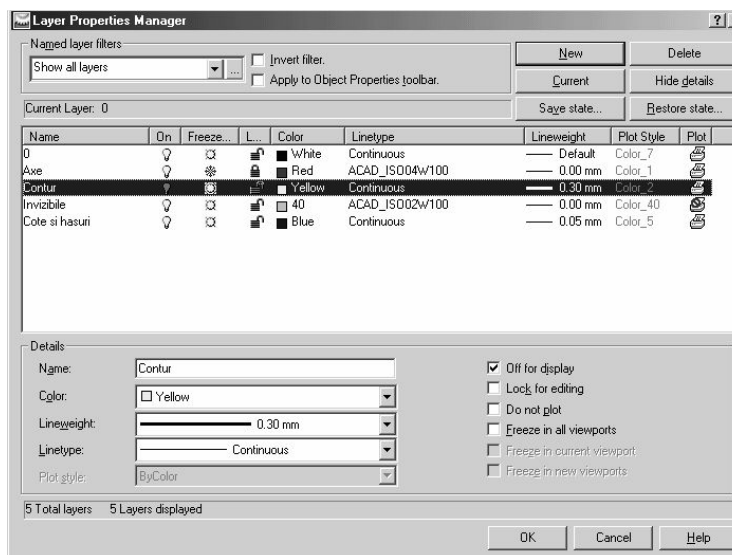 Layer Properties Manager ?
Named layer filters
Show all layers ...
Invert filter.
Apply to Object Properties toolbar.
New Delete
Current Hide details
Current Layer: 0
Save state... Restore state...
Name On Freeze... L... Color Linetype Lineweight Plot Style Plot
0 White Continuous Default Color_7
Axe Red ACAD_ISO04W100 0.00 mm Color_1
Contur Yellow Continuous 0.30 mm Color_2
Invizibile 40 ACAD_ISO02W100 0.00 mm Color_40
Cote si hasuri Blue Continuous 0.05 mm Color_5
Details
Name: Contur
Color: Yellow
Lineweight: 0.30 mm
Linetype: Continuous
Plot style: ByColor
Off for display
Lock for editing
Do not plot
Freeze in all viewports
Freeze in current viewport
Freeze in new viewports
5 Total layers 5 Layers displayed
OK Cancel Help